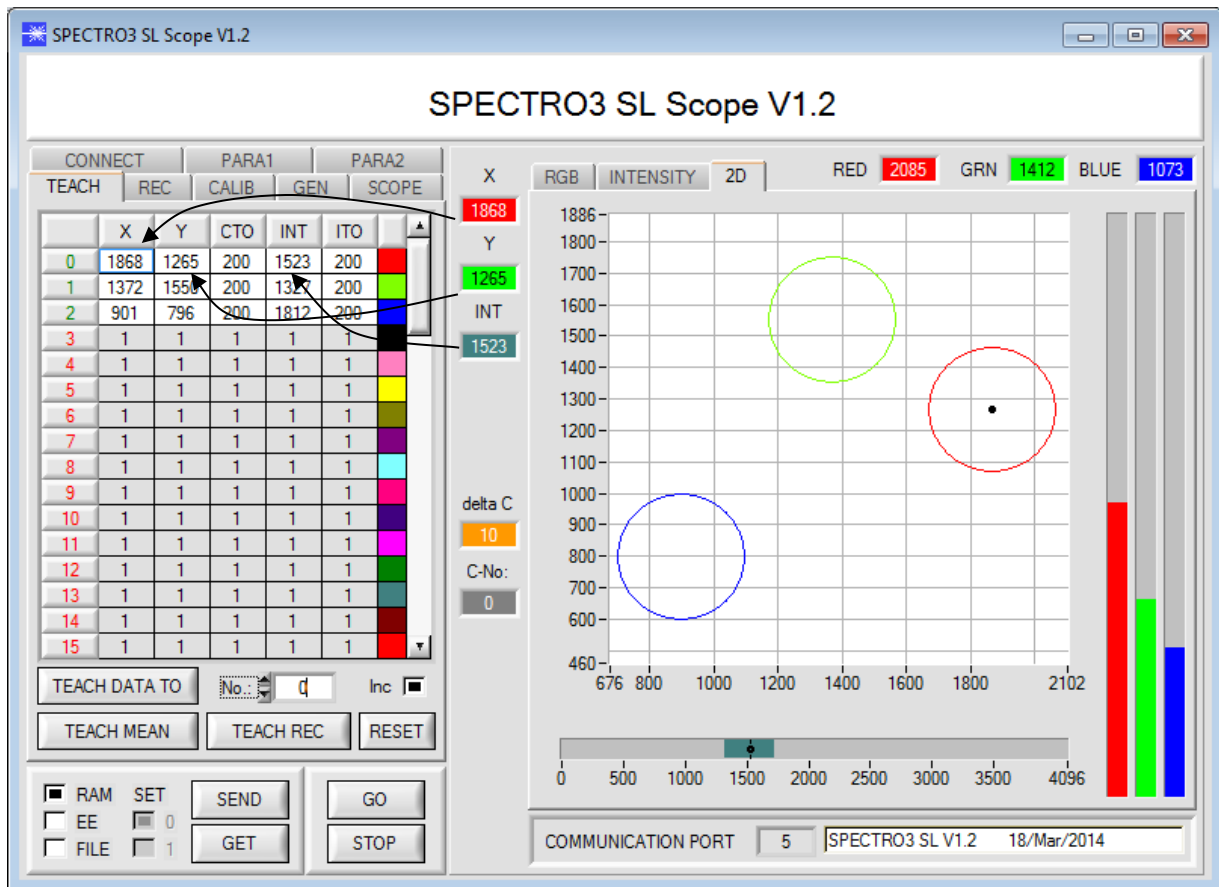 SPECTRO3 SL Scope V1.2
SPECTRO3 SL Scope V1.2
CONNECT PARA1 PARA2
TEACH REC CALIB GEN SCOPE
X Y CTO INT ITO
0 1868 1265 200 1523 200
1 1372 200 1327 200
2 901 796 200 1812 200
3 1 1 1 1 1
4 1 1 1 1 1
5 1 1 1 1 1
6 1 1 1 1 1
7 1 1 1 1 1
8 1 1 1 1 1
9 1 1 1 1 1
10 1 1 1 1 1
11 1 1 1 1 1
12 1 1 1 1 1
13 1 1 1 1 1
14 1 1 1 1 1
15 1 1 1 1 1
TEACH DATA TO No.: 0 Inc
TEACH MEAN TEACH REC RESET
RAM SET SEND GO
EE 0
FILE 1 GET STOP
X
1868
Y
1265
INT
1523
delta C
10
C-No:
0
RGB INTENSITY 2D RED 2085 GRN 1412 BLUE 1073
1886
1800
1700
1600
1500
1400
1300
1200
1100
1000
900
800
700
600
460
676 800 1000 1200 1400 1600 1800 2102
0 500 1000 1500 2000 2500 3000 3500 4096
COMMUNICATION PORT 5 SPECTRO3 SL V1.2 18/Mar/2014